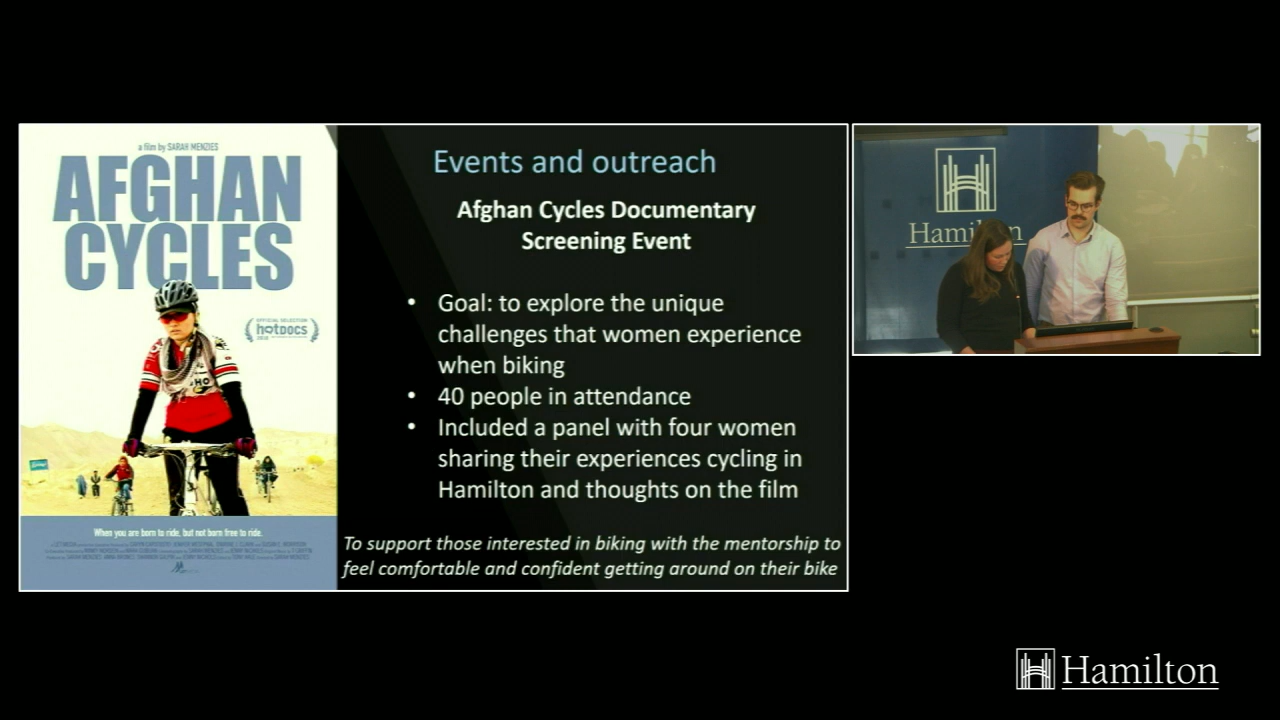 a film by SARAH MENZIES
AFGHAN
CYCLES
OFFICIAL SELECTION
hotDOCS
When you are born to ride, but not born free to ride.
Events and outreach
Afghan Cycles Documentary
Screening Event
• Goal: to explore the unique
challenges that women experience
when biking
• 40 people in attendance
• Included a panel with four women
sharing their experiences cycling in
Hamilton and thoughts on the film
To support those interested in biking with the mentorship to
feel comfortable and confident getting around on their bike
Hamilton
Hamilton